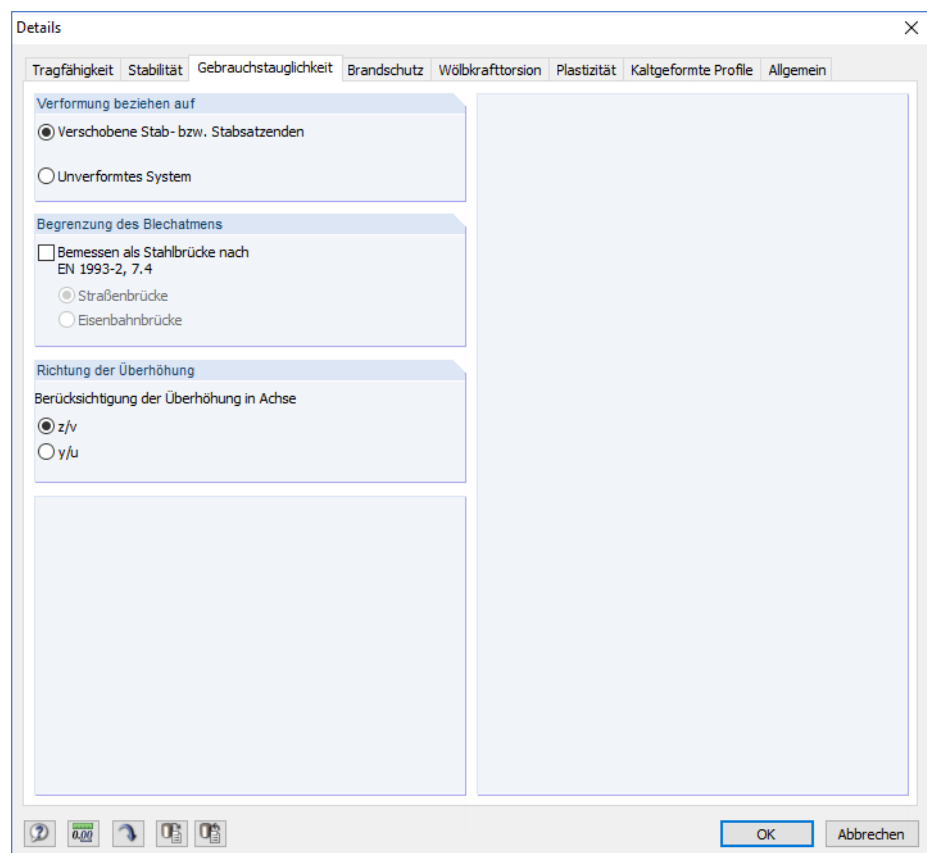 Details
Tragfähigkeit Stabilität Gebrauchstauglichkeit Brandschutz Wölbkrafttorsion Plastizität Kaltgeformte Profile Allgemein
Verformung beziehen auf
Verschobene Stab- bzw. Stabsatzenden
Unverformtes System
Begrenzung des Blechatmens
Bemessen als Stahlbrücke nach
EN 1993-2, 7.4
Straßenbrücke
Eisenbahnbrücke
Richtung der Überhöhung
Berücksichtigung der Überhöhung in Achse
z/v
y/u
0.00
OK Abbrechen